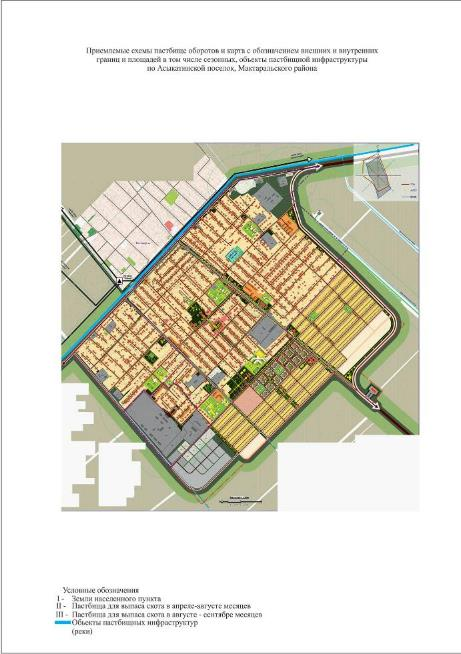 Приемлемые схемы пастбище оборотов и карта с обозначением внешних и внутренних
границ и площадей в том числе сезонных, объекты пастбищной инфраструктуры
по Асыкатинской поселок, Мактаральского района
Условные обозначения
I - Земли населенного пункта
II - Пастбища для выпаса скота в апреле-августе месяцев
III - Пастбища для выпаса скота в августе - сентябре месяцев
Объекты пастбищных инфраструктур
(реки)